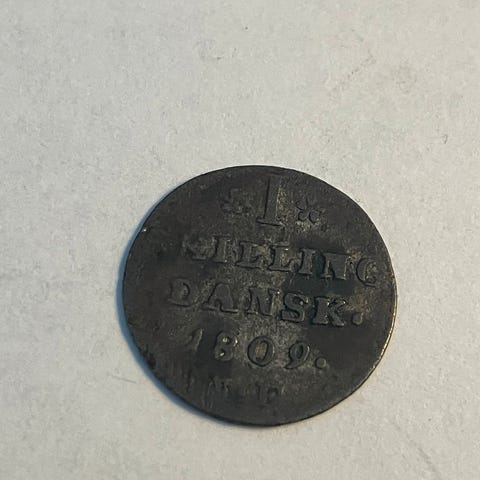 1
SKILLING
DANSK.
1809.